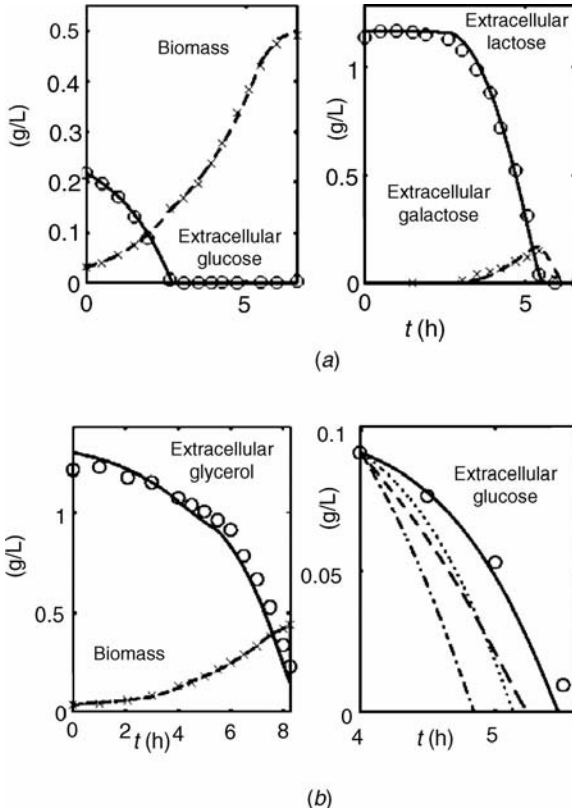 0.5
0.4
0.3
0.2
0.1
0
(g/L)
Biomass
Extracellular
glucose
0
5
1
0.5
0
(g/L)
Extracellular
lactose
Extracellular
galactose
0
5
t (h)
(a)
1
0.5
0
(g/L)
Extracellular
glycerol
Biomass
0
2
t (h)
6
8
0.1
0.05
0
(g/L)
Extracellular
glucose
4
t (h)
5
(b)